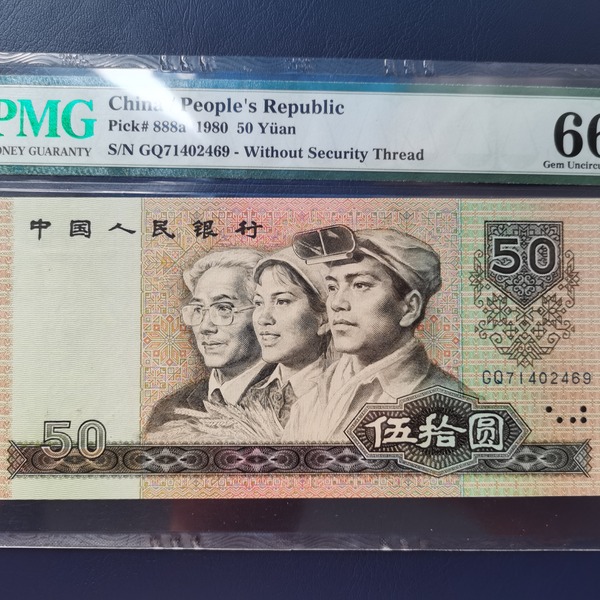 PMG
ONEY GUARANTY
China / People's Republic
Pick# 888a 1980 50 Yüan
S/N GQ71402469 - Without Security Thread
66
Gem Uncircu
中国人民银行
50
GQ71402469
50
伍拾圆